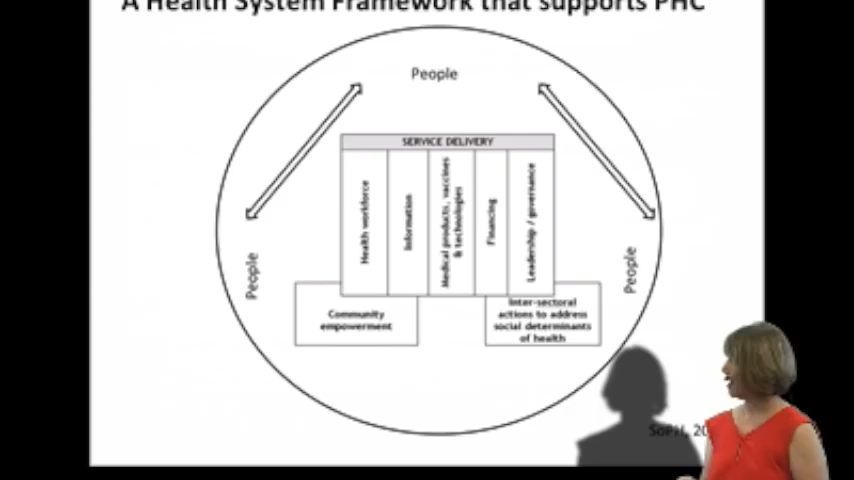 A Health System Framework that supports PHC
People
SERVICE DELIVERY
Health workforce
Information
Medical products, vaccines
& technologies
Financing
Leadership / governance
People
People
Community
empowerment
Inter-sectoral
actions to address
social determinants
of health
SoPH, 20